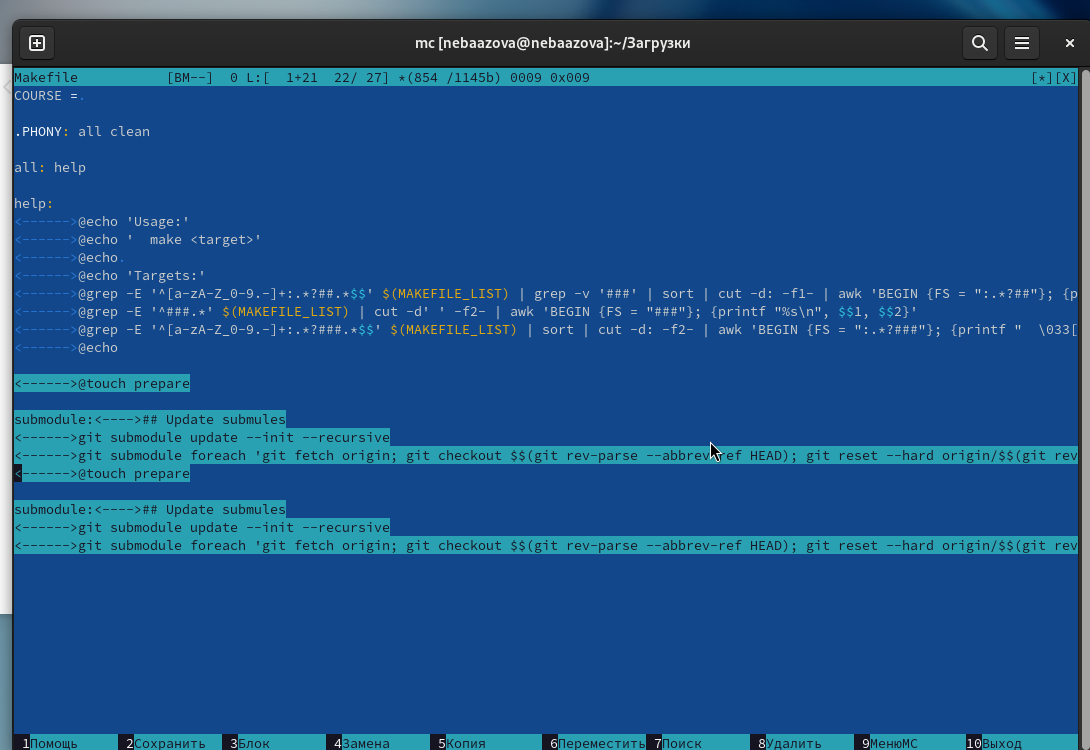 mc [nebaazova@nebaazova]:~/Загрузки
Makefile [BM--] 0 L:[ 1+21 22/ 27] *(854 /1145b) 0009 0x009 [*][X]
COURSE =.
.PHONY: all clean
all: help
help:
<------>@echo 'Usage:'
<------>@echo '  make <target>'
<------>@echo.
<------>@echo 'Targets:'
<------>@grep -E '^[a-zA-Z_0-9.-]+:.*?##.*$$' $(MAKEFILE_LIST) | grep -v '###' | sort | cut -d: -f1- | awk 'BEGIN {FS = ":.*?##"}; {p
<------>@grep -E '^###.*' $(MAKEFILE_LIST) | cut -d' ' -f2- | awk 'BEGIN {FS = "###"}; {printf "%s\n", $$1, $$2}'
<------>@grep -E '^[a-zA-Z_0-9.-]+:.*?###.*$$' $(MAKEFILE_LIST) | sort | cut -d: -f2- | awk 'BEGIN {FS = ":.*?###"}; {printf "  \033[
<------>@echo
<------>@touch prepare
submodule:<---->## Update submules
<------>git submodule update --init --recursive
<------>git submodule foreach 'git fetch origin; git checkout $$(git rev-parse --abbrev-ref HEAD); git reset --hard origin/$$(git rev
<------>@touch prepare
submodule:<---->## Update submules
<------>git submodule update --init --recursive
<------>git submodule foreach 'git fetch origin; git checkout $$(git rev-parse --abbrev-ref HEAD); git reset --hard origin/$$(git rev
1Помощь 2Сохранить 3Блок 4Замена 5Копия 6Переместить 7Поиск 8Удалить 9МенюMC 10Выход